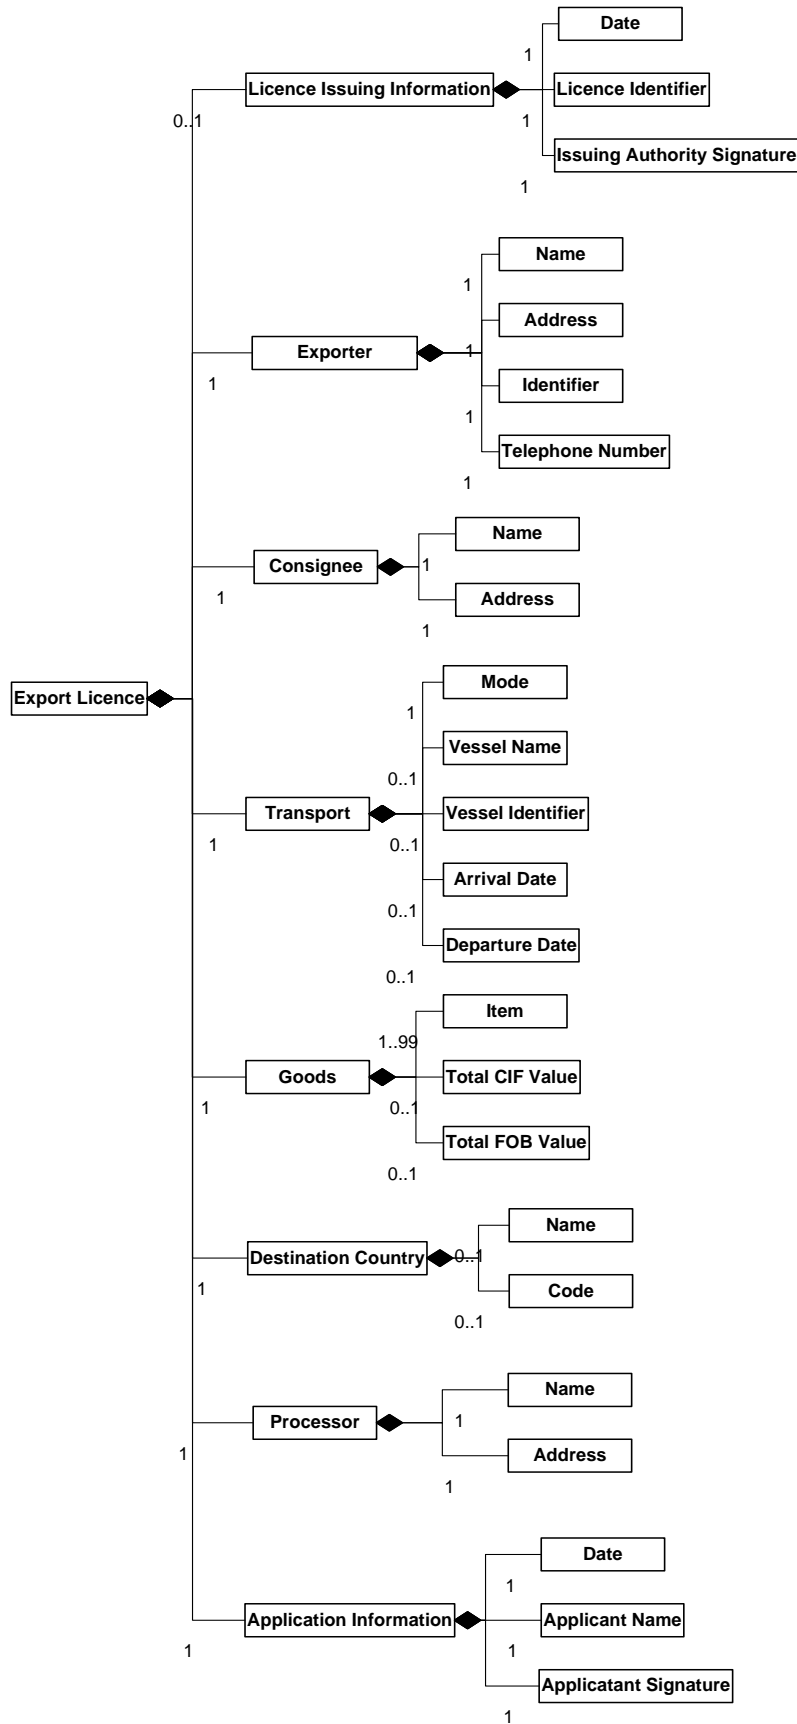 Date
1
Licence Issuing Information
Licence Identifier
0..1
1
Issuing Authority Signature
1
Name
1
Address
Exporter
1
1
Identifier
1
Telephone Number
1
Name
Consignee
1
1
Address
1
Export Licence
Mode
1
Vessel Name
0..1
Transport
Vessel Identifier
1
0..1
Arrival Date
0..1
Departure Date
0..1
Item
1..99
Goods
Total CIF Value
1
0..1
Total FOB Value
0..1
Name
Destination Country
0..1
1
Code
0..1
Name
Processor
1
1
Address
1
Date
1
Application Information
Applicant Name
1
1
Applicatant Signature
1